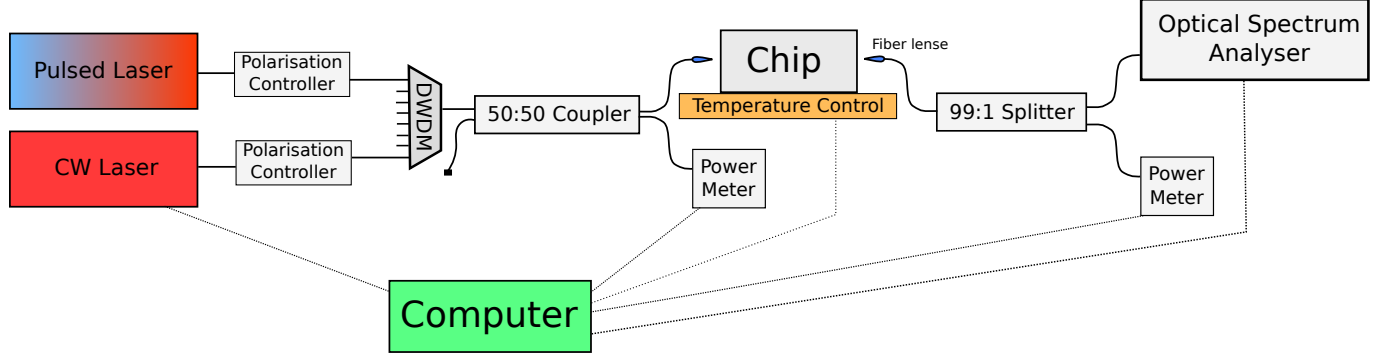 Pulsed Laser
Polarisation
Controller
CW Laser
Polarisation
Controller
DWDM
50:50 Coupler
Chip
Temperature Control
Fiber lense
Power
Meter
99:1 Splitter
Optical Spectrum
Analyser
Power
Meter
Computer